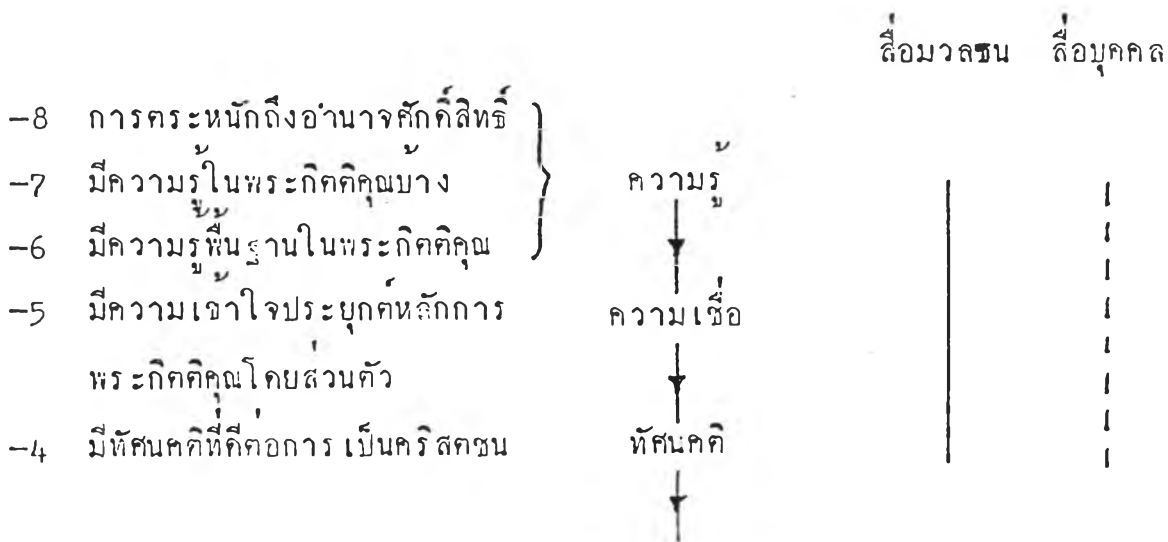 สื่อมวลชน สื่อบุคคล
-8 การตระหนักถึงอำนาจศักดิ์สิทธิ์
-7 มีความรู้ในพระกิตติคุณบ้าง ความรู้
-6 มีความรู้พื้นฐานในพระกิตติคุณ
-5 มีความเข้าใจประยุกต์หลักการ ความเชื่อ
พระกิตติคุณโดยส่วนตัว
-4 มีทัศนคติที่ดีต่อการเป็นคริสตชน ทัศนคติ